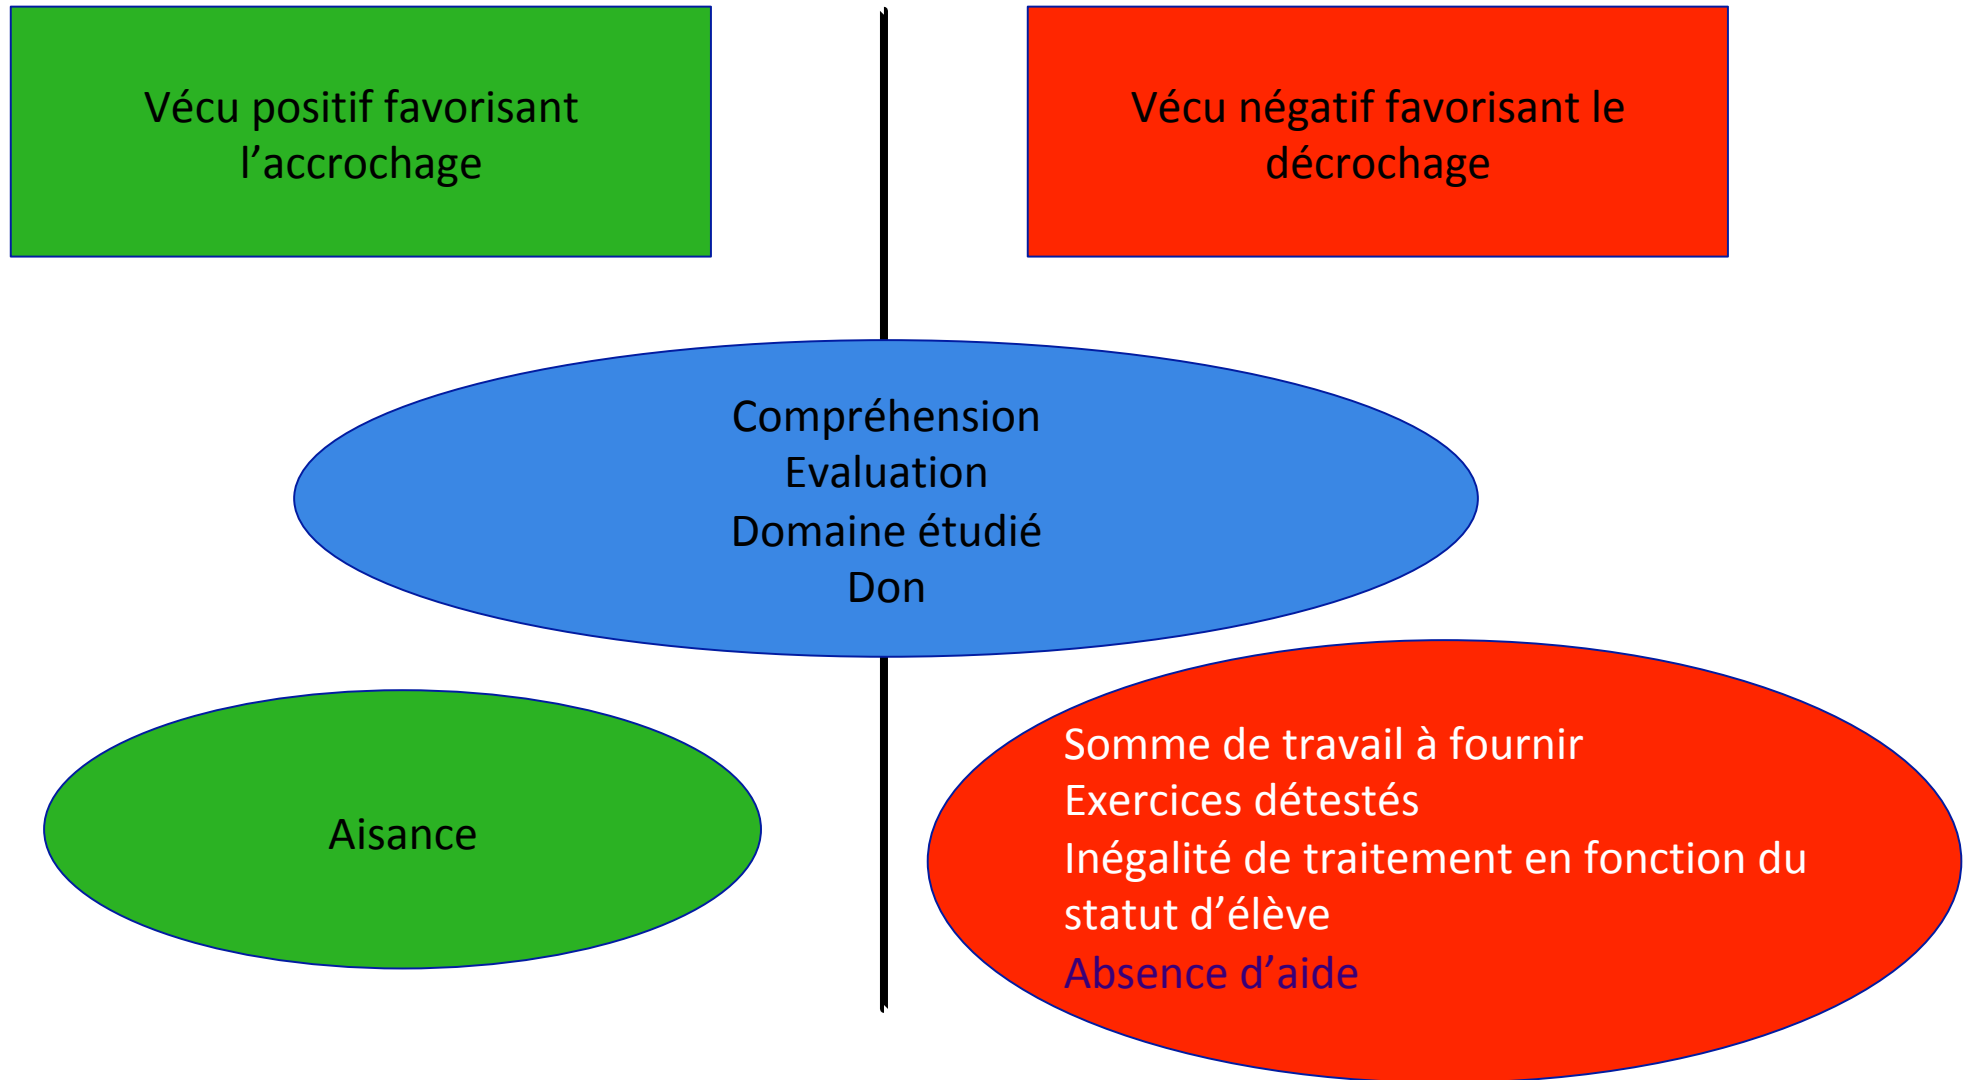 Vécu positif favorisant
l’accrochage
Vécu négatif favorisant le
décrochage
Compréhension
Evaluation
Domaine étudié
Don
Aisance
Somme de travail à fournir
Exercices détestés
Inégalité de traitement en fonction du
statut d’élève
Absence d’aide